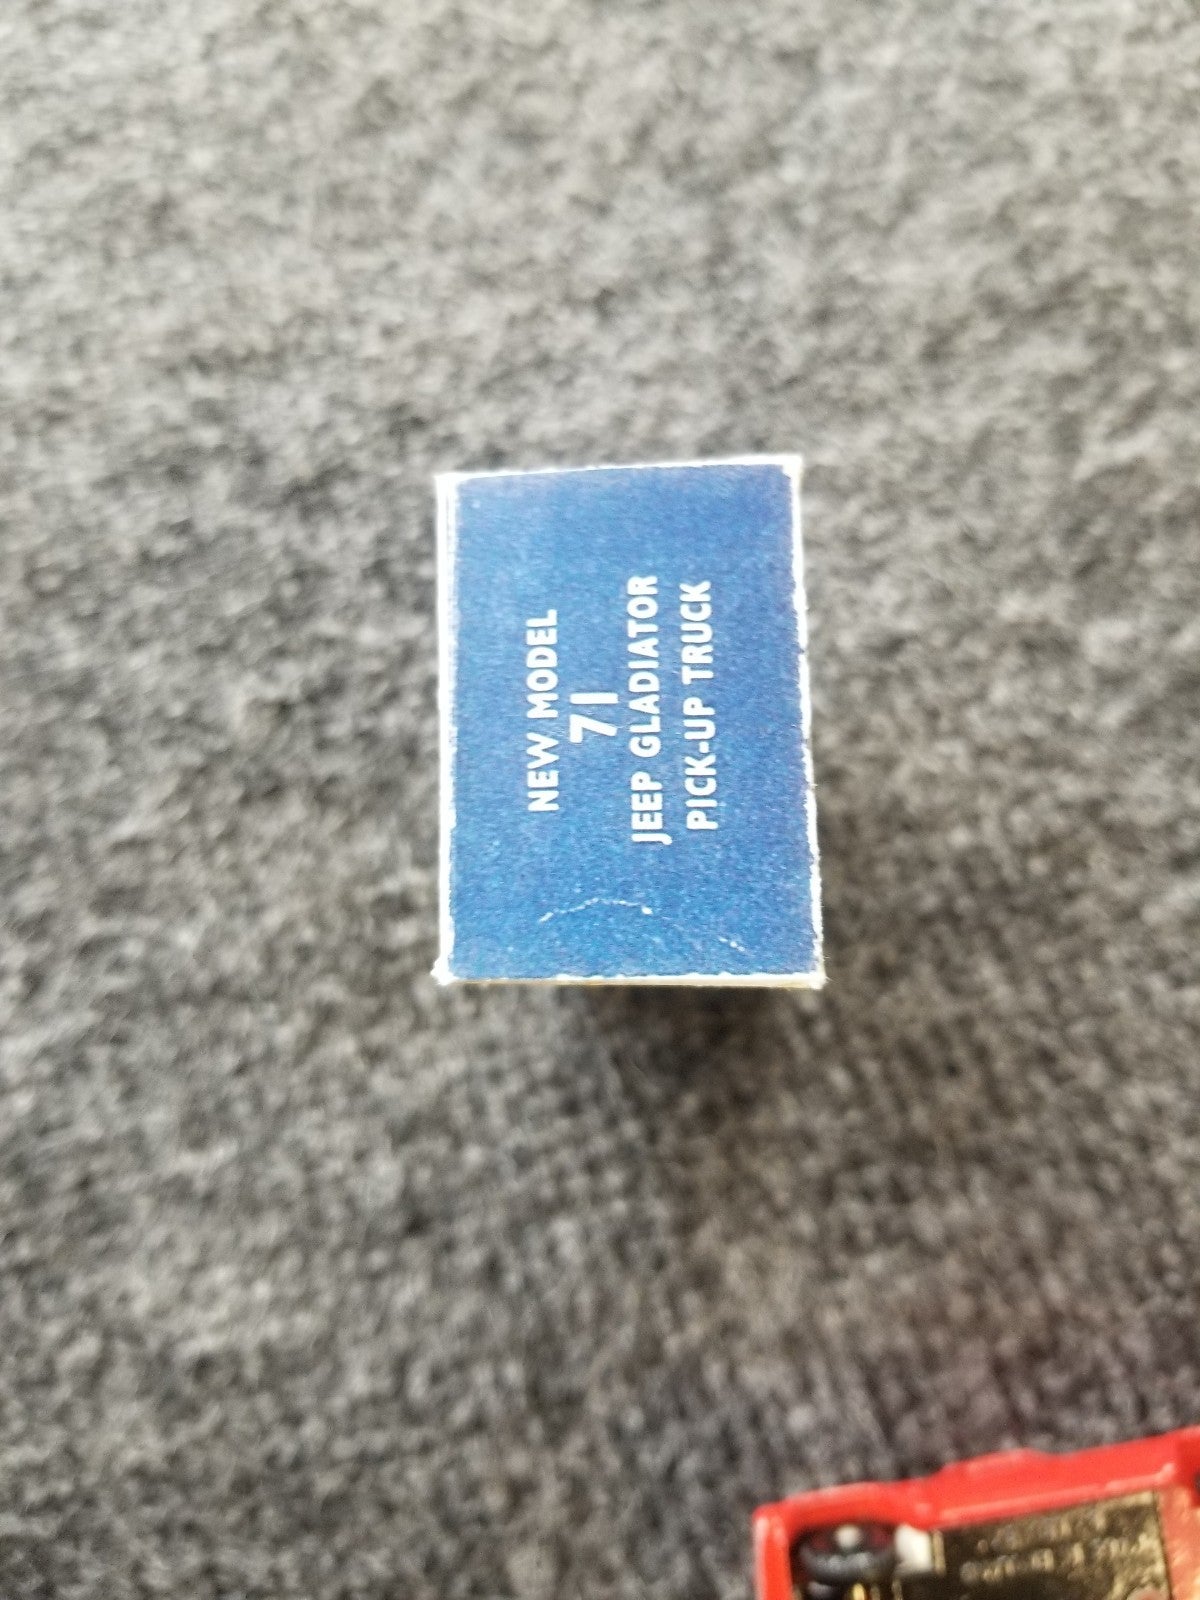 NEW MODEL
71
JEEP GLADIATOR
PICK-UP TRUCK